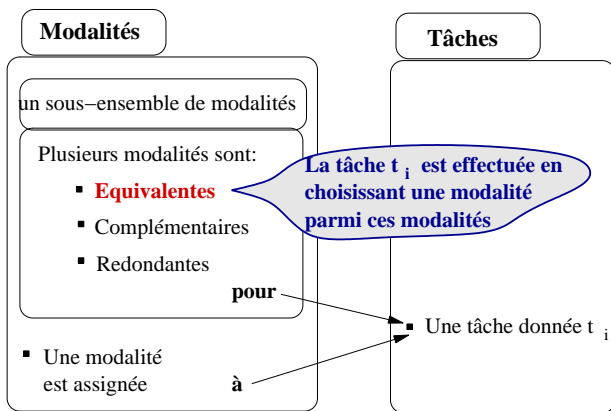 Modalités
Tâches
un sous−ensemble de modalités
Plusieurs modalités sont:
▪ Equivalentes
▪ Complémentaires
▪ Redondantes
La tâche t i est effectuée en
choisissant une modalité
parmi ces modalités
pour
▪ Une tâche donnée t i
▪ Une modalité
est assignée
à